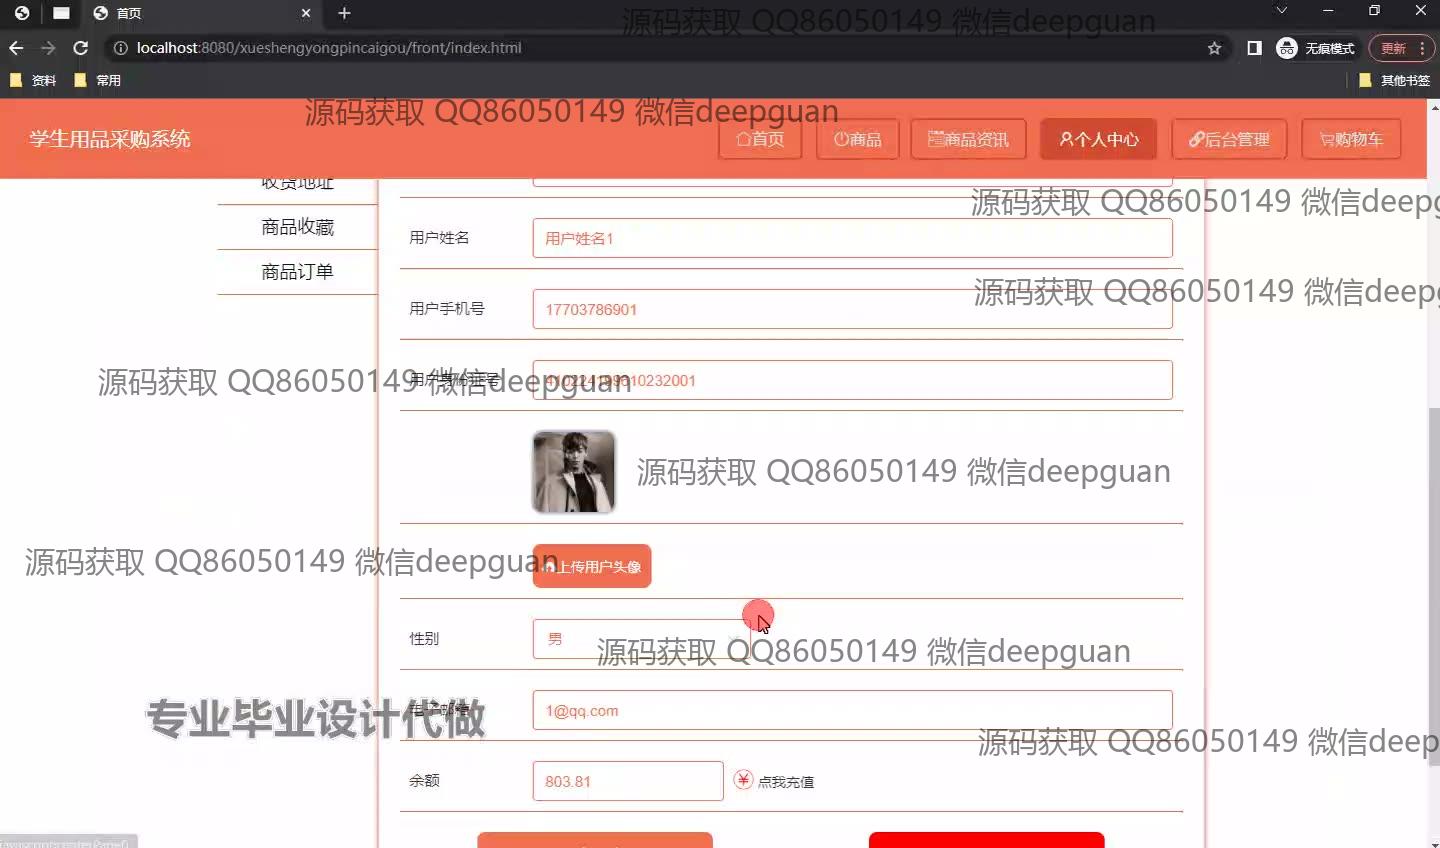 首页
localhost:8080/xueshengyongpincaigou/front/index.html
无痕模式
更新
资料
常用
其他书签
源码获取 QQ86050149 微信deepguan
源码获取 QQ86050149 微信deepguan
学生用品采购系统
首页
商品
商品资讯
个人中心
后台管理
购物车
收货地址
商品收藏
商品订单
源码获取 QQ86050149 微信deepg
用户姓名
用户姓名1
源码获取 QQ86050149 微信deepg
用户手机号
17703786901
源码获取 QQ86050149 微信deepguan
用户身份证号
源码获取 QQ86050149 微信deepguan
源码获取 QQ86050149 微信deepguan
上传用户头像
性别
男
源码获取 QQ86050149 微信deepguan
专业毕业设计代做
电子邮箱
1@qq.com
源码获取 QQ86050149 微信deep
余额
803.81
¥
点我充值